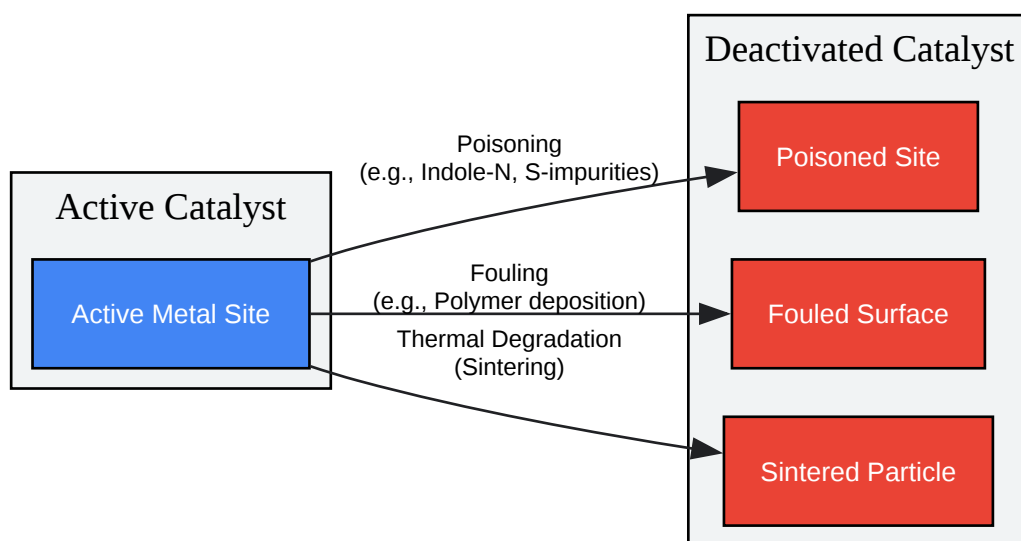 Active Catalyst
Active Metal Site
Poisoning
(e.g., Indole-N, S-impurities)
Fouling
(e.g., Polymer deposition)
Thermal Degradation
(Sintering)
Deactivated Catalyst
Poisoned Site
Fouled Surface
Sintered Particle